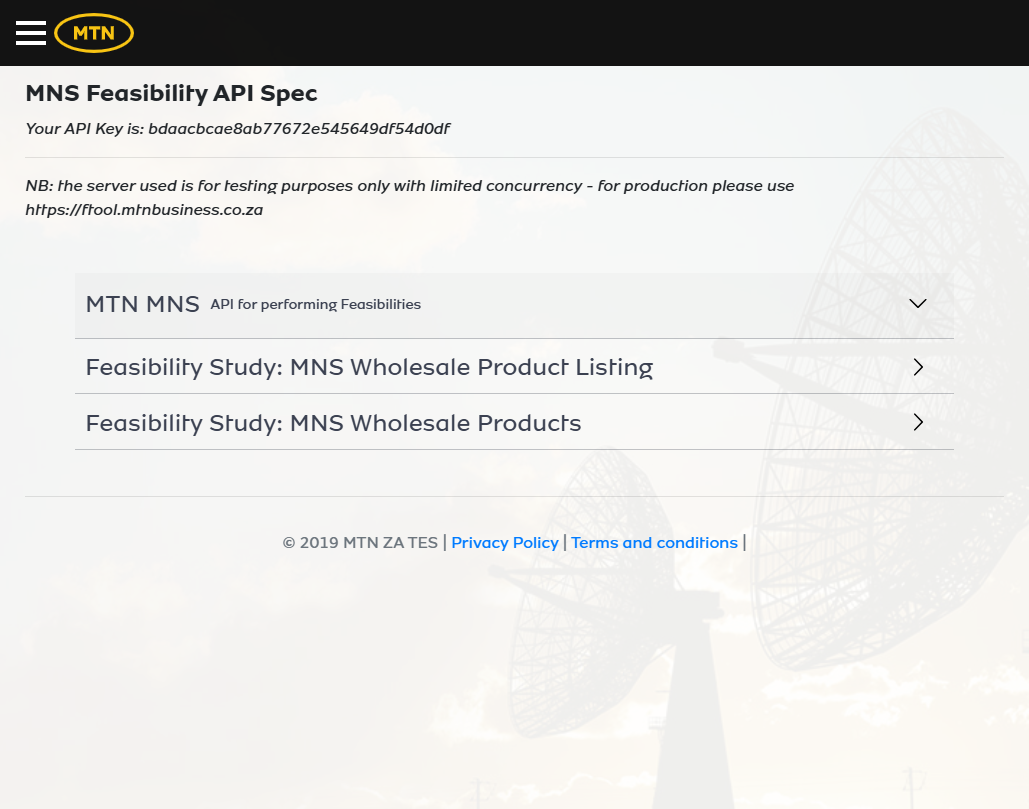 MTN
MNS Feasibility API Spec
Your API Key is: bdaacbcae8ab77672e545649df54d0df
NB: the server used is for testing purposes only with limited concurrency - for production please use
https://ftool.mtnbusiness.co.za
MTN MNS API for performing Feasibilities
Feasibility Study: MNS Wholesale Product Listing
Feasibility Study: MNS Wholesale Products
© 2019 MTN ZA TES | Privacy Policy | Terms and conditions |